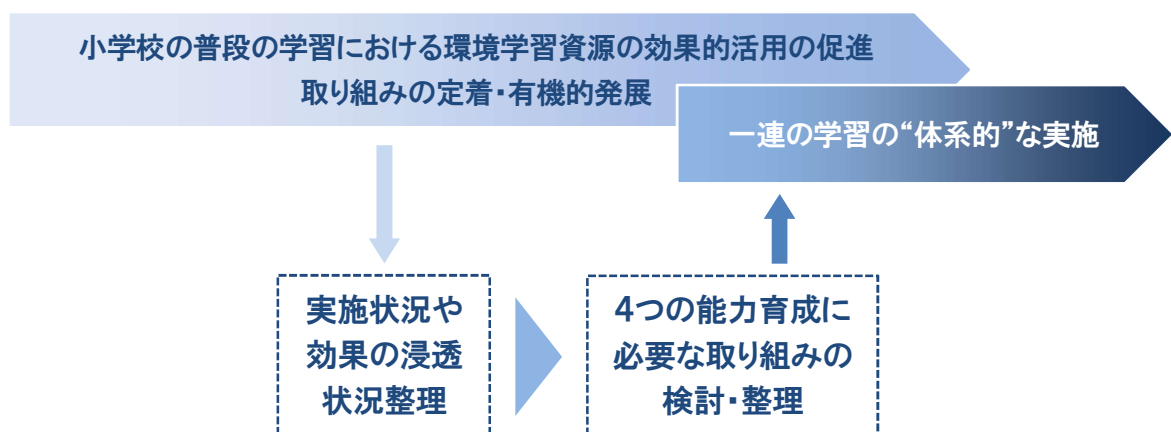 小学校の普段の学習における環境学習資源の効果的活用の促進
取り組みの定着・有機的発展
一連の学習の“体系的”な実施
実施状況や
効果の浸透
状況整理
4つの能力育成に
必要な取り組みの
検討・整理